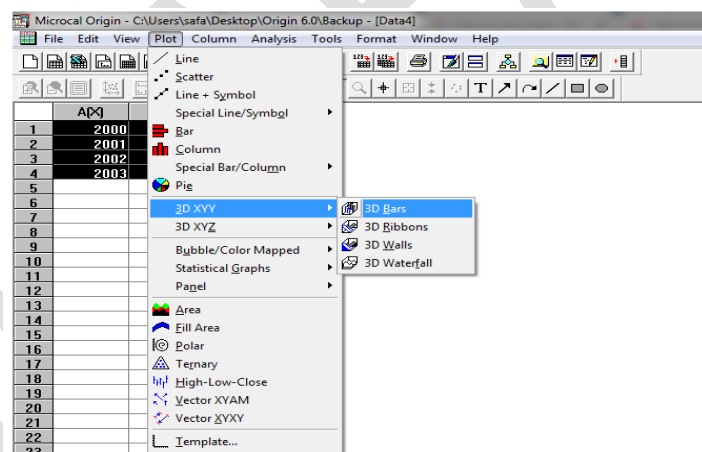 Microcal Origin - C:\Users\safa\Desktop\Origin 6.0\Backup - [Data4]
File Edit View Plot Column Analysis Tools Format Window Help
Line
Scatter
Line + Symbol
Special Line/Symbol
Bar
Column
Special Bar/Column
Pie
3D XYY
3D XYZ
Bubble/Color Mapped
Statistical Graphs
Panel
Area
Fill Area
Polar
Ternary
High-Low-Close
Vector XYAM
Vector XYXY
Template...
3D Bars
3D Ribbons
3D Walls
3D Waterfall
T
A(X)
1 2000
2 2001
3 2002
4 2003
5
6
7
8
9
10
11
12
13
14
15
16
17
18
19
20
21
22
23